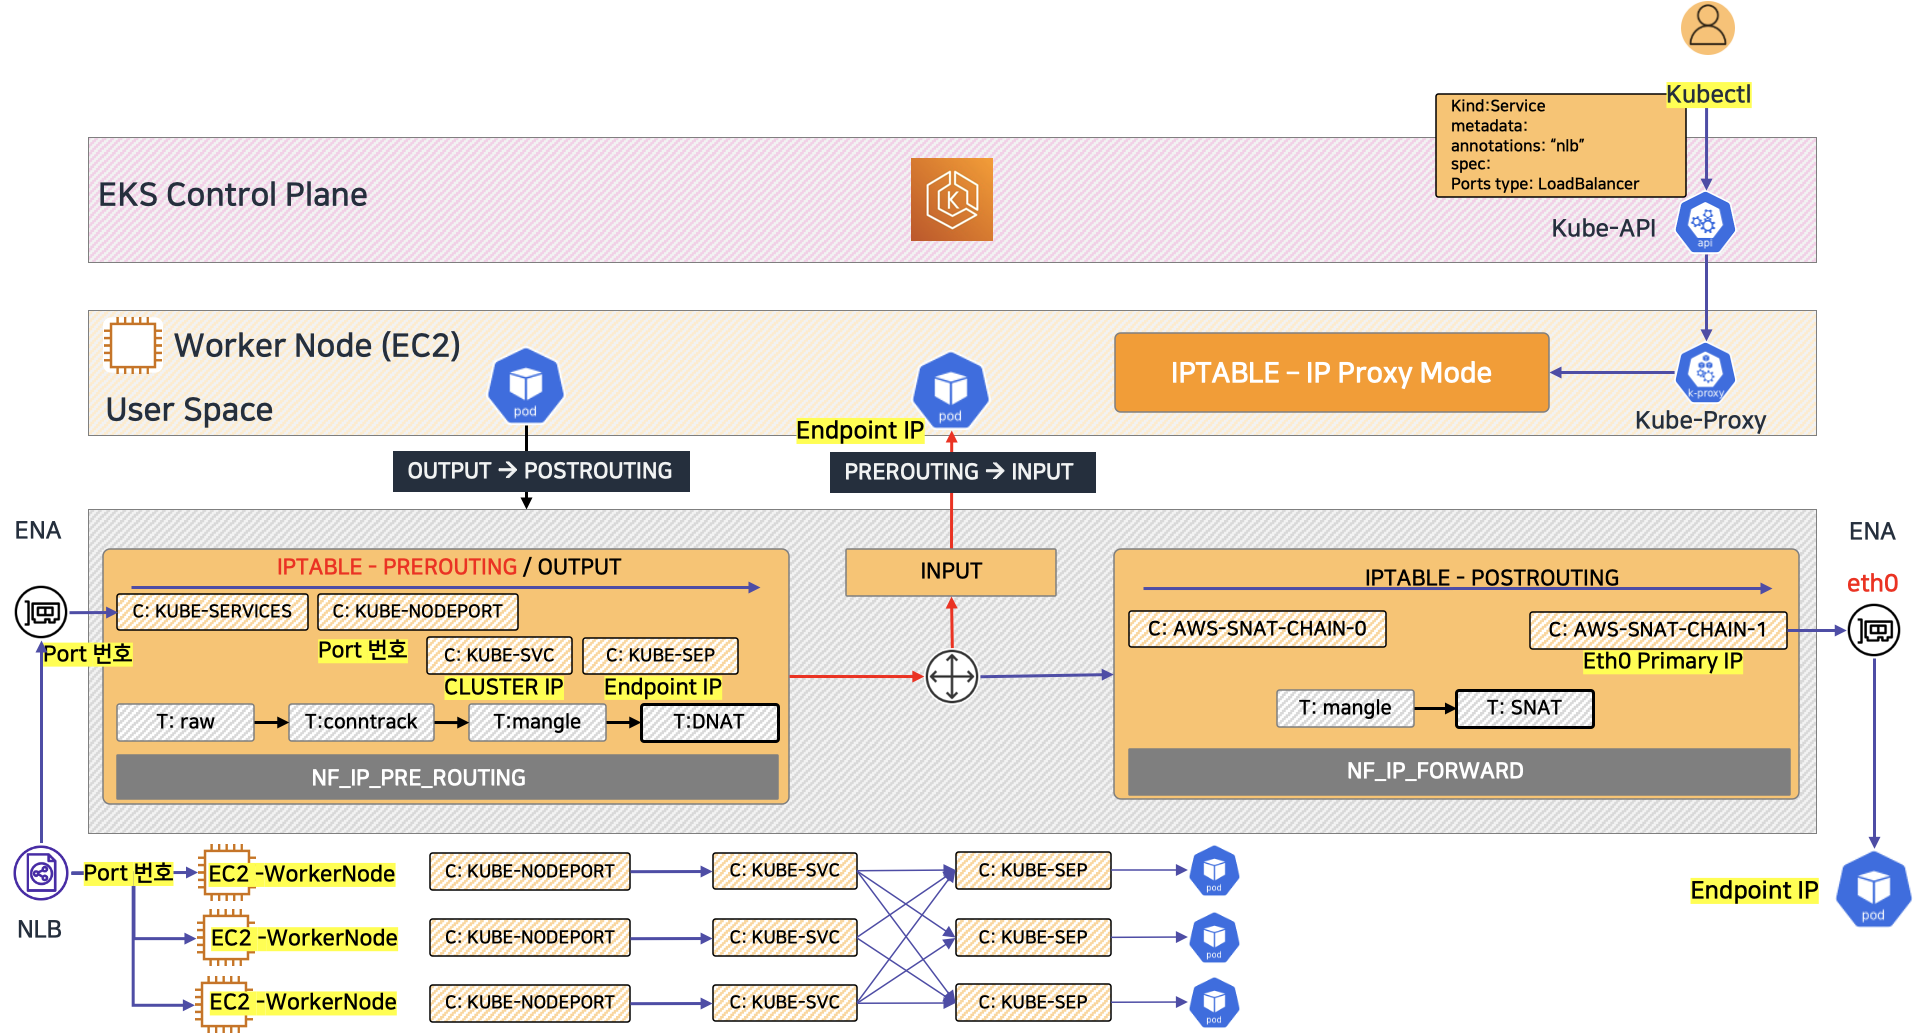 Kubectl
Kind:Service
metadata:
annotations: “nlb”
spec:
Ports type: LoadBalancer
EKS Control Plane
K
Kube-API
api
Worker Node (EC2)
User Space
pod
Endpoint IP
pod
IPTABLE – IP Proxy Mode
k-proxy
Kube-Proxy
OUTPUT → POSTROUTING
PREROUTING → INPUT
ENA
IPTABLE - PREROUTING / OUTPUT
C: KUBE-SERVICES
C: KUBE-NODEPORT
Port 번호
Port 번호
C: KUBE-SVC
C: KUBE-SEP
CLUSTER IP
Endpoint IP
T: raw
T:conntrack
T:mangle
T:DNAT
NF_IP_PRE_ROUTING
INPUT
IPTABLE - POSTROUTING
C: AWS-SNAT-CHAIN-0
C: AWS-SNAT-CHAIN-1
Eth0 Primary IP
T: mangle
T: SNAT
NF_IP_FORWARD
ENA
eth0
Endpoint IP
pod
NLB
Port 번호
EC2 -WorkerNode
C: KUBE-NODEPORT
C: KUBE-SVC
C: KUBE-SEP
pod
EC2 -WorkerNode
C: KUBE-NODEPORT
C: KUBE-SVC
C: KUBE-SEP
pod
EC2 -WorkerNode
C: KUBE-NODEPORT
C: KUBE-SVC
C: KUBE-SEP
pod